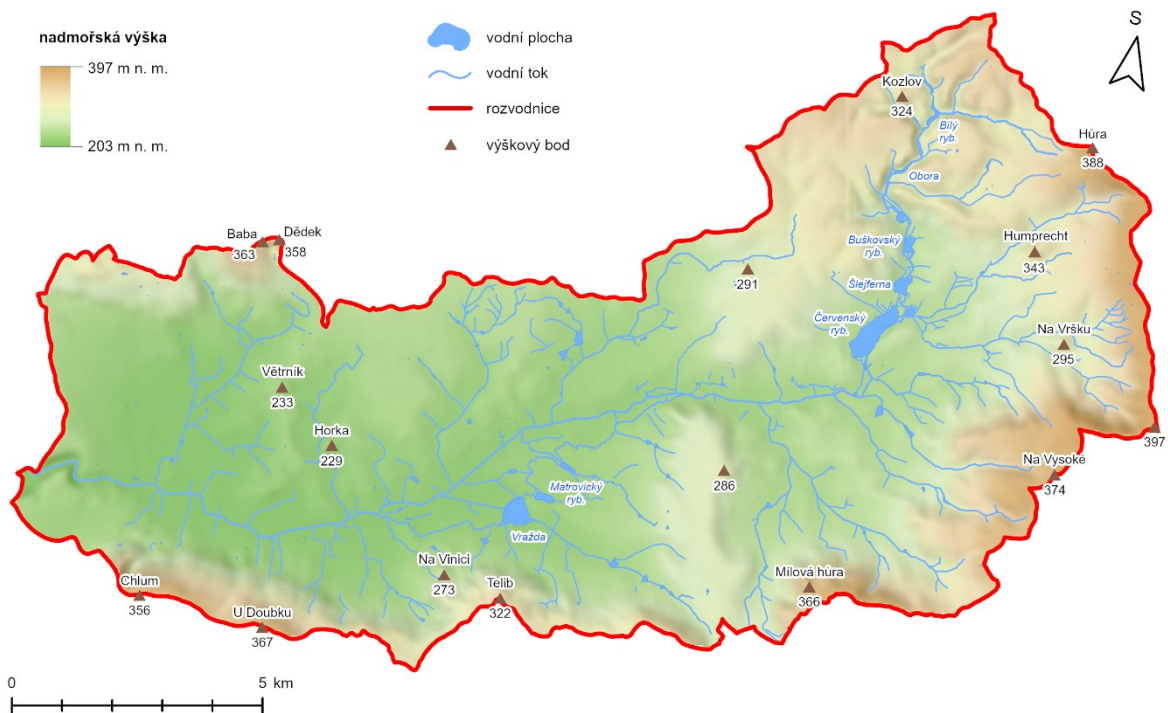 nadmořská výška
397 m n. m.
203 m n. m.
vodní plocha
vodní tok
rozvodnice
výškový bod
S
Kozlov
324
Bílý
ryb.
Hůra
388
Obora
Baba
363
Dědek
358
Buškovský
ryb.
Humprecht
343
291
Šlejferna
Červenský
ryb.
Na Vršku
295
Větrník
233
Horka
229
397
Na Vysoké
374
286
Matrovický
ryb.
Vražda
Na Vinici
273
Telib
322
Mílová hůra
366
Chlum
356
U Doubku
367
0
5 km